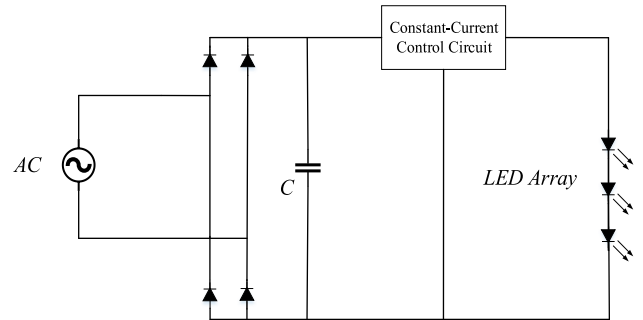 Constant-Current
Control Circuit
AC
C
LED Array